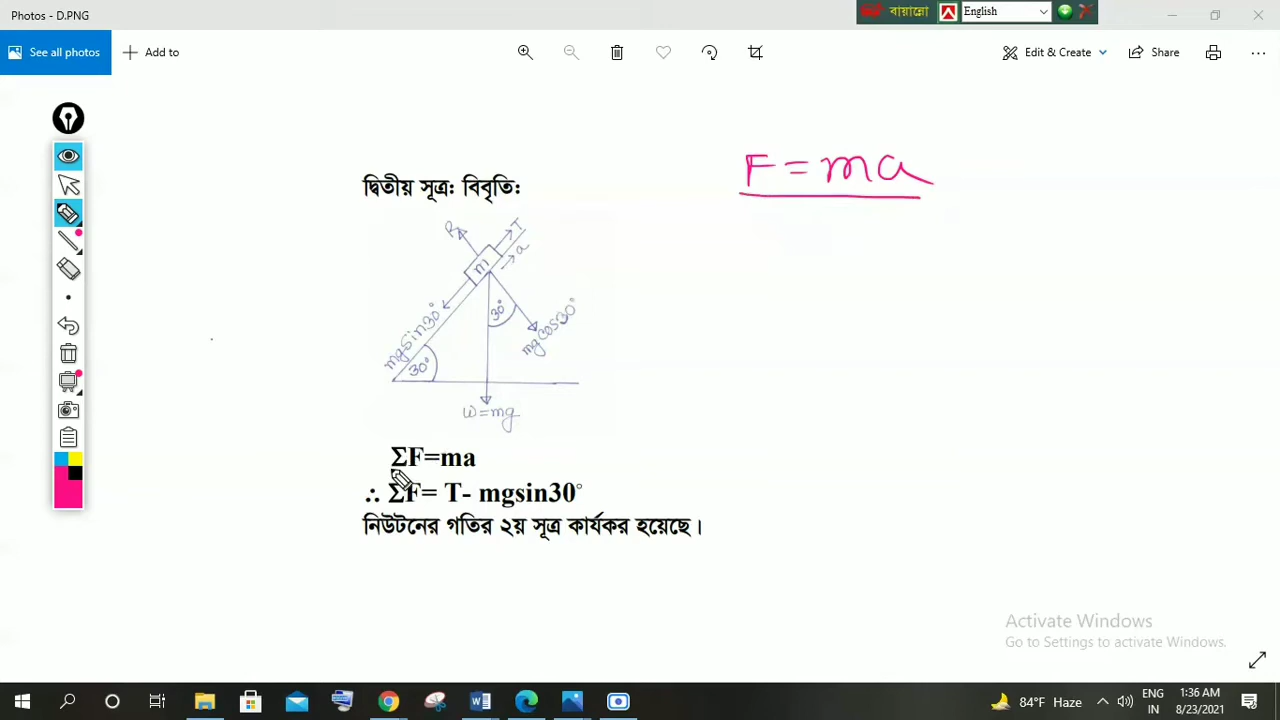 Photos - D.PNG
বায়ান্নো
English
See all photos
Add to
Edit & Create
Share
F = ma
দ্বিতীয় সূত্রঃ বিবৃতিঃ
R
T
a
m
mgsin30°
30°
mgcos30°
30°
W=mg
ΣF=ma
∴ ΣF= T- mgsin30°
নিউটনের গতির ২য় সূত্র কার্যকর হয়েছে।
Activate Windows
Go to Settings to activate Windows.
84°F Haze
ENG
IN
1:36 AM
8/23/2021